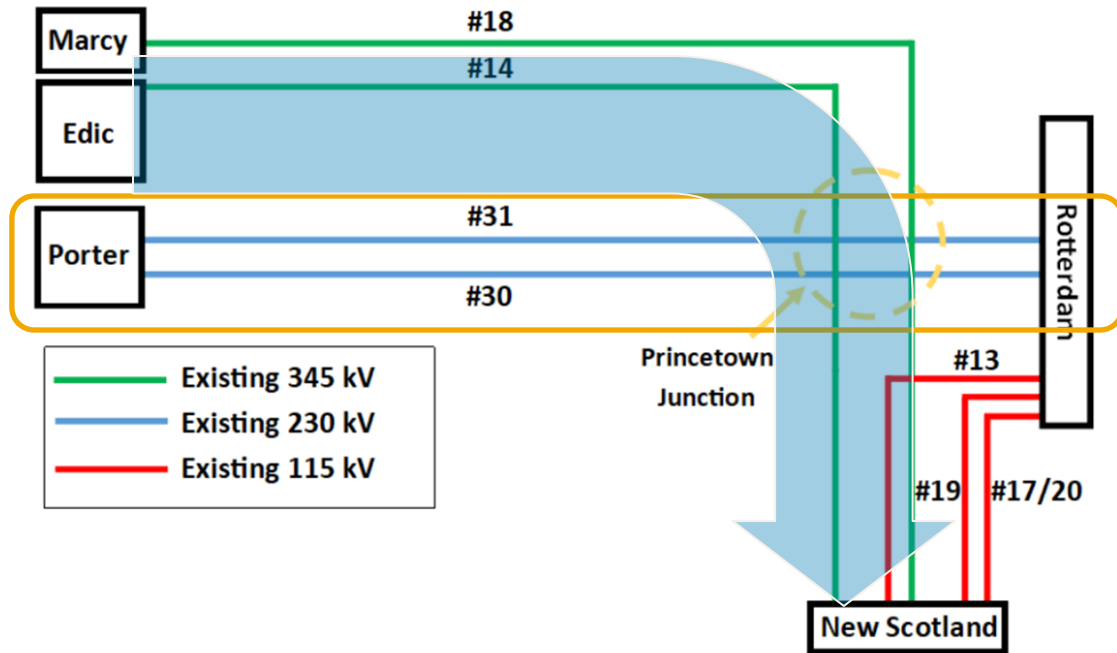 Marcy
#18
#14
Edic
#31
Porter
#30
Rotterdam
Princetown
Junction
#13
Existing 345 kV
Existing 230 kV
Existing 115 kV
#19
#17/20
New Scotland